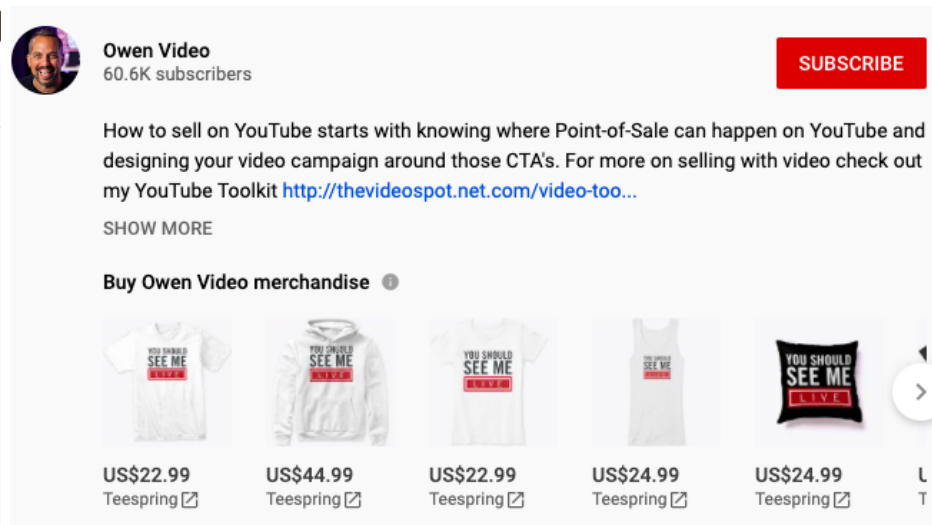 Owen Video
60.6K subscribers
SUBSCRIBE
How to sell on YouTube starts with knowing where Point-of-Sale can happen on YouTube and
designing your video campaign around those CTA's. For more on selling with video check out
my YouTube Toolkit http://thevideospot.net.com/video-too...
SHOW MORE
Buy Owen Video merchandise
YOU SHOULD
SEE ME
LIVE
YOU SHOULD
SEE ME
LIVE
YOU SHOULD
SEE ME
LIVE
YOU SHOULD
SEE ME
LIVE
YOU SHOULD
SEE ME
LIVE
US$22.99
Teespring
US$44.99
Teespring
US$22.99
Teespring
US$24.99
Teespring
US$24.99
Teespring